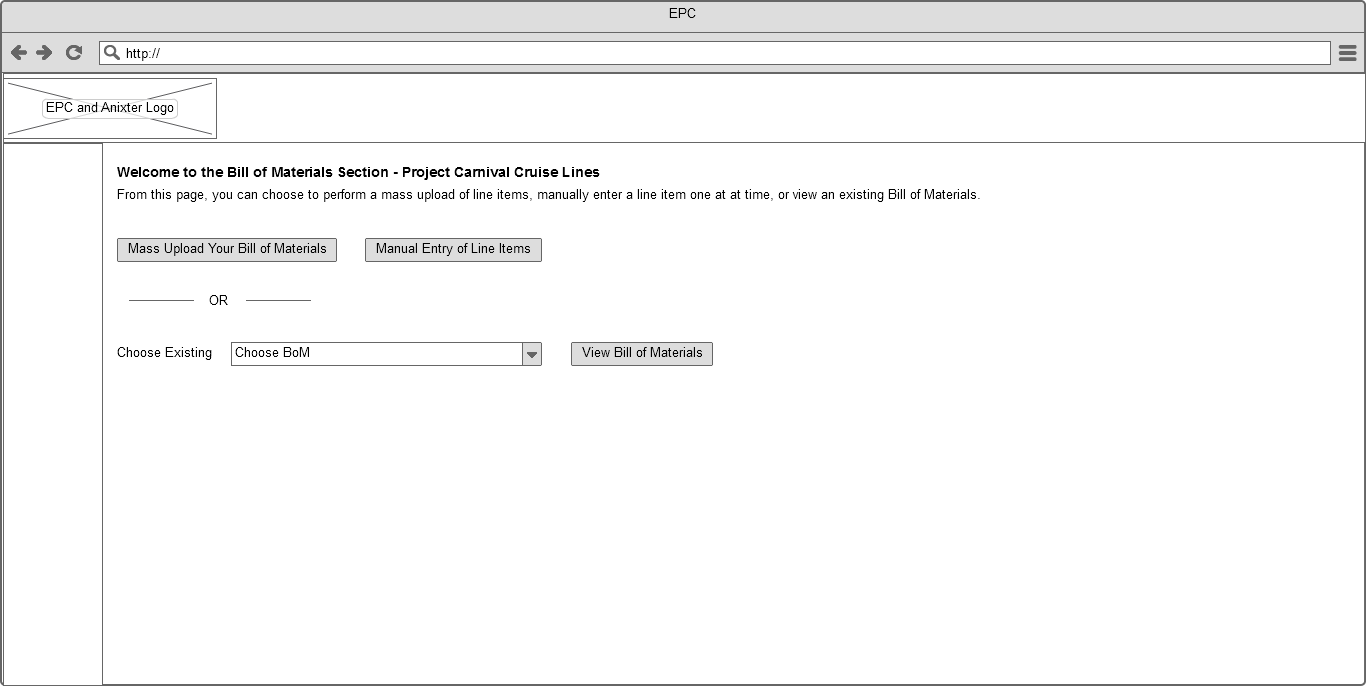 EPC
http://
EPC and Anixter Logo
Welcome to the Bill of Materials Section - Project Carnival Cruise Lines
From this page, you can choose to perform a mass upload of line items, manually enter a line item one at at time, or view an existing Bill of Materials.
Mass Upload Your Bill of Materials Manual Entry of Line Items
OR
Choose Existing Choose BoM View Bill of Materials